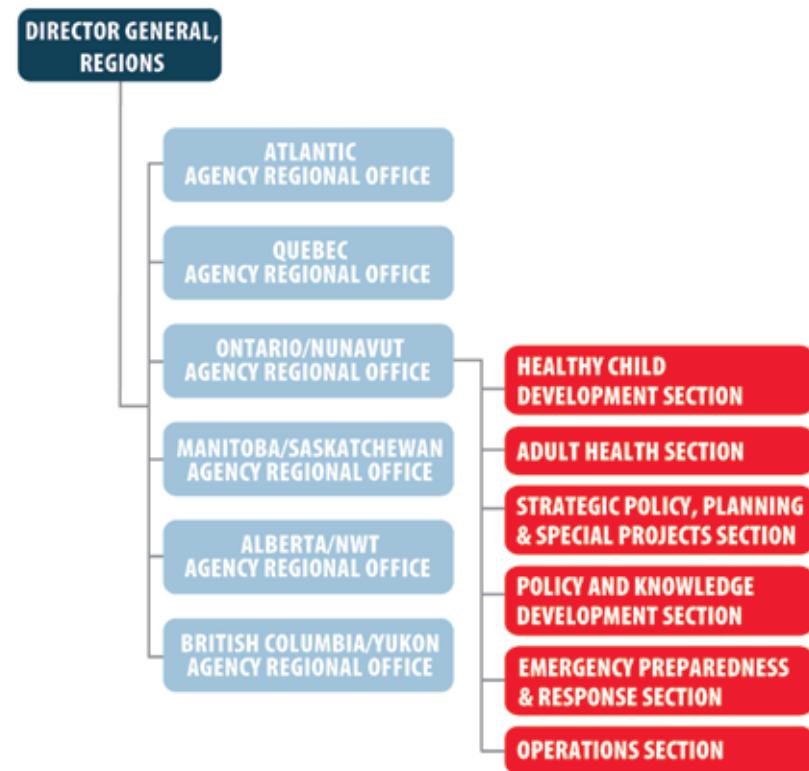 DIRECTOR GENERAL,
REGIONS
ATLANTIC
AGENCY REGIONAL OFFICE
QUEBEC
AGENCY REGIONAL OFFICE
ONTARIO/NUNAVUT
AGENCY REGIONAL OFFICE
MANITOBA/SASKATCHEWAN
AGENCY REGIONAL OFFICE
ALBERTA/NWT
AGENCY REGIONAL OFFICE
BRITISH COLUMBIA/YUKON
AGENCY REGIONAL OFFICE
HEALTHY CHILD
DEVELOPMENT SECTION
ADULT HEALTH SECTION
STRATEGIC POLICY, PLANNING
& SPECIAL PROJECTS SECTION
POLICY AND KNOWLEDGE
DEVELOPMENT SECTION
EMERGENCY PREPAREDNESS
& RESPONSE SECTION
OPERATIONS SECTION